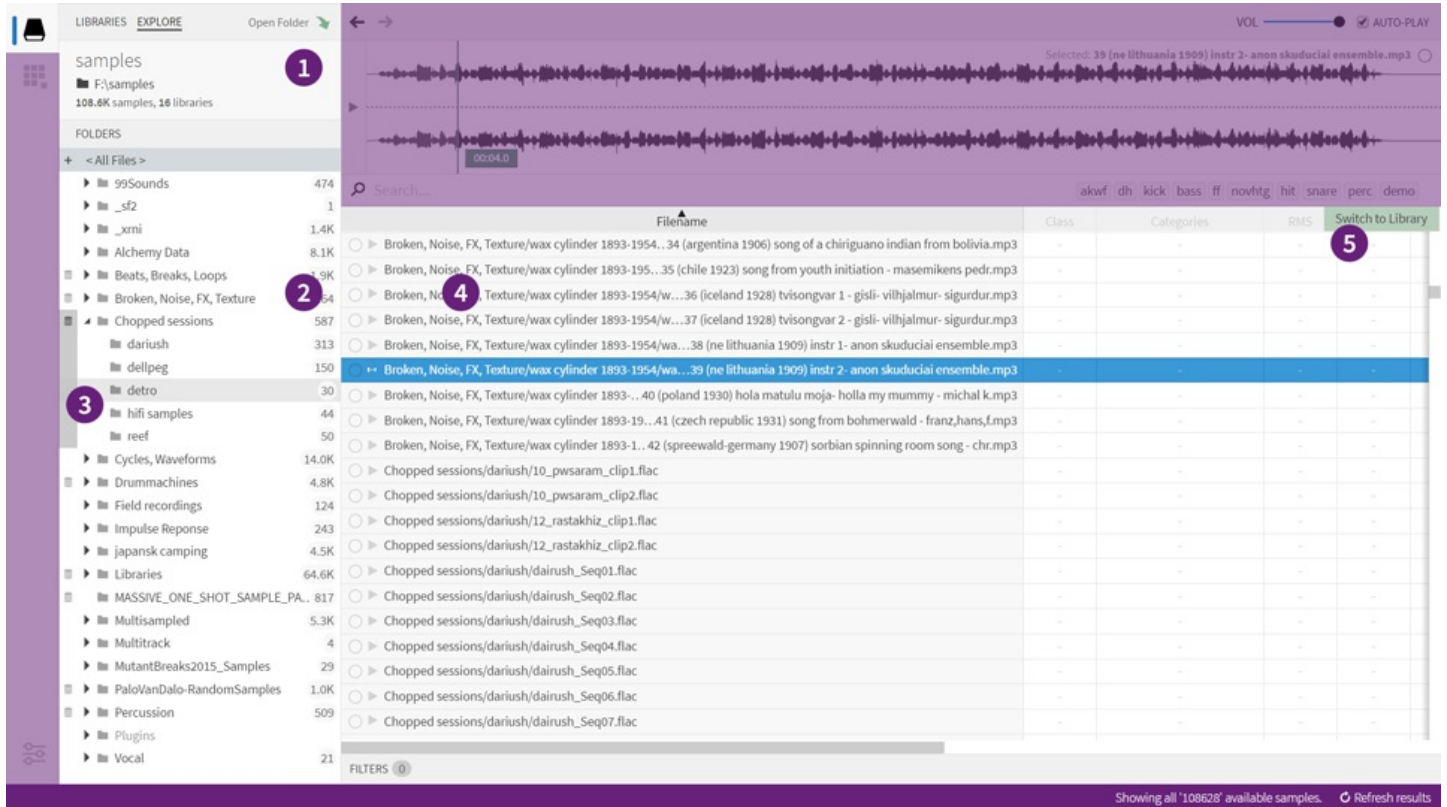 LIBRARIES EXPLORE Open Folder
samples
F:\samples
108.6K samples, 16 libraries
FOLDERS
+ < All Files >
99Sounds 474
_sf2 1
_xrni 1.4K
Alchemy Data 8.1K
Beats, Breaks, Loops 1.9K
Broken, Noise, FX, Texture 64
Chopped sessions 587
dariush 313
dellpeg 150
detro 30
hifi samples 44
reef 50
Cycles, Waveforms 14.0K
Drummachines 4.8K
Field recordings 124
Impulse Reponse 243
japansk camping 4.5K
Libraries 64.6K
MASSIVE_ONE_SHOT_SAMPLE_PA.. 817
Multisampled 5.3K
Multitrack 4
MutantBreaks2015_Samples 29
PaloVanDalo-RandomSamples 1.0K
Percussion 509
Plugins
Vocal 21
1
2
3
VOL AUTO-PLAY
Selected: 39 (ne lithuania 1909) instr 2- anon skuduciai ensemble.mp3
00:04.0
Search... akwf dh kick bass ff novhtg hit snare perc demo
Filename Class Categories RMS Switch to Library
5
4
Broken, Noise, FX, Texture/wax cylinder 1893-1954.. 34 (argentina 1906) song of a chiriguano indian from bolivia.mp3
Broken, Noise, FX, Texture/wax cylinder 1893-195.. 35 (chile 1923) song from youth initiation - masemikens pedr.mp3
Broken, No , Texture/wax cylinder 1893-1954/w...36 (iceland 1928) tvisongvar 1 - gisli- vilhjalmur- sigurdur.mp3
Broken, Noise, FX, Texture/wax cylinder 1893-1954/w...37 (iceland 1928) tvisongvar 2 - gisli- vilhjalmur- sigurdur.mp3
Broken, Noise, FX, Texture/wax cylinder 1893-1954/wa...38 (ne lithuania 1909) instr 1- anon skuduciai ensemble.mp3
Broken, Noise, FX, Texture/wax cylinder 1893-1954/wa...39 (ne lithuania 1909) instr 2- anon skuduciai ensemble.mp3
Broken, Noise, FX, Texture/wax cylinder 1893-...40 (poland 1930) hola matulu moja- holla my mummy - michal k.mp3
Broken, Noise, FX, Texture/wax cylinder 1893-19...41 (czech republic 1931) song from bohmerwald - franz,hans,f.mp3
Broken, Noise, FX, Texture/wax cylinder 1893-1.. 42 (spreewald-germany 1907) sorbian spinning room song - chr.mp3
Chopped sessions/dariush/10_pwsaram_clip1.flac
Chopped sessions/dariush/10_pwsaram_clip2.flac
Chopped sessions/dariush/12_rastakhiz_clip1.flac
Chopped sessions/dariush/12_rastakhiz_clip2.flac
Chopped sessions/dariush/dairush_Seq01.flac
Chopped sessions/dariush/dairush_Seq02.flac
Chopped sessions/dariush/dairush_Seq03.flac
Chopped sessions/dariush/dairush_Seq04.flac
Chopped sessions/dariush/dairush_Seq05.flac
Chopped sessions/dariush/dairush_Seq06.flac
Chopped sessions/dariush/dairush_Seq07.flac
FILTERS 0
Showing all '108628' available samples. Refresh results